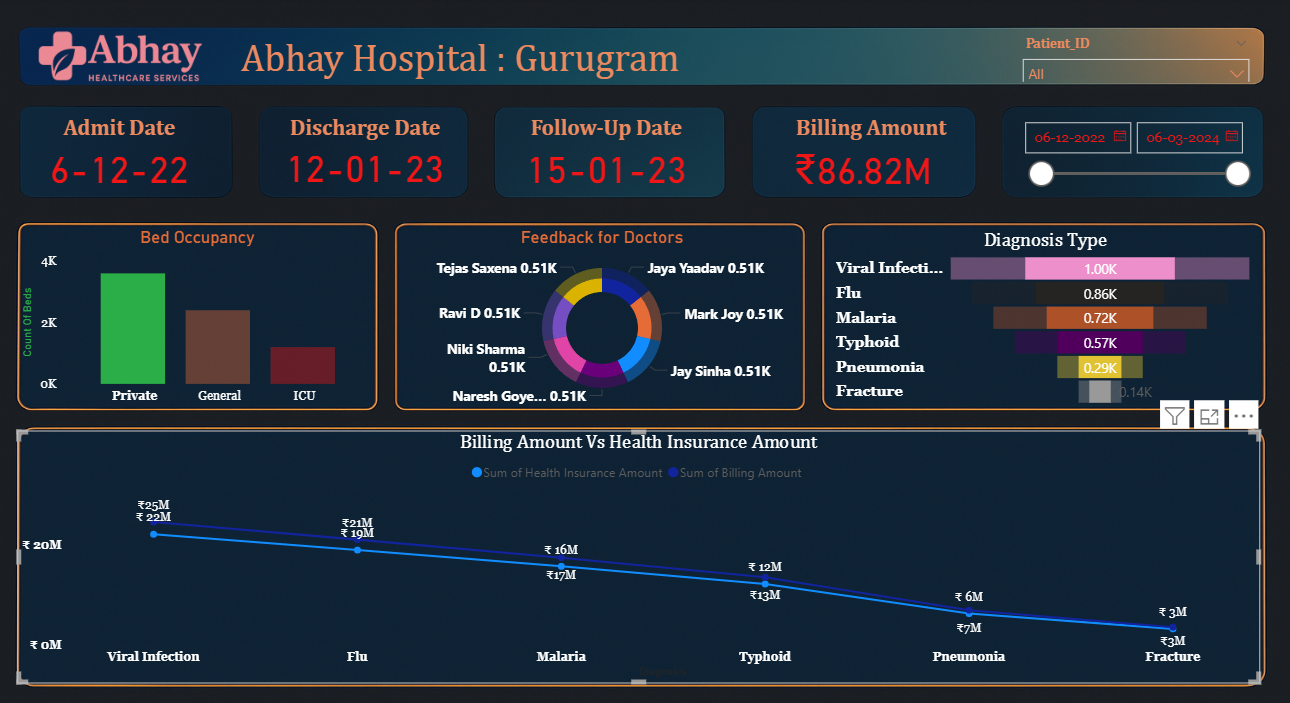 Abhay
HEALTHCARE SERVICES
Abhay Hospital : Gurugram
Patient_ID
All
Admit Date
6-12-22
Discharge Date
12-01-23
Follow-Up Date
15-01-23
Billing Amount
₹86.82M
06-12-2022
06-03-2024
Bed Occupancy
Count Of Beds
4K
2K
0K
Private
General
ICU
Feedback for Doctors
Tejas Saxena 0.51K
Jaya Yaadav 0.51K
Ravi D 0.51K
Mark Joy 0.51K
Niki Sharma
0.51K
Jay Sinha 0.51K
Naresh Goye... 0.51K
Diagnosis Type
Viral Infecti... 1.00K
Flu 0.86K
Malaria 0.72K
Typhoid 0.57K
Pneumonia 0.29K
Fracture 0.14K
Billing Amount Vs Health Insurance Amount
Sum of Health Insurance Amount Sum of Billing Amount
₹25M
₹ 22M
₹21M
₹ 19M
₹ 16M
₹17M
₹ 12M
₹13M
₹ 6M
₹7M
₹ 3M
₹3M
₹ 20M
₹ 0M
Viral Infection
Flu
Malaria
Typhoid
Pneumonia
Fracture